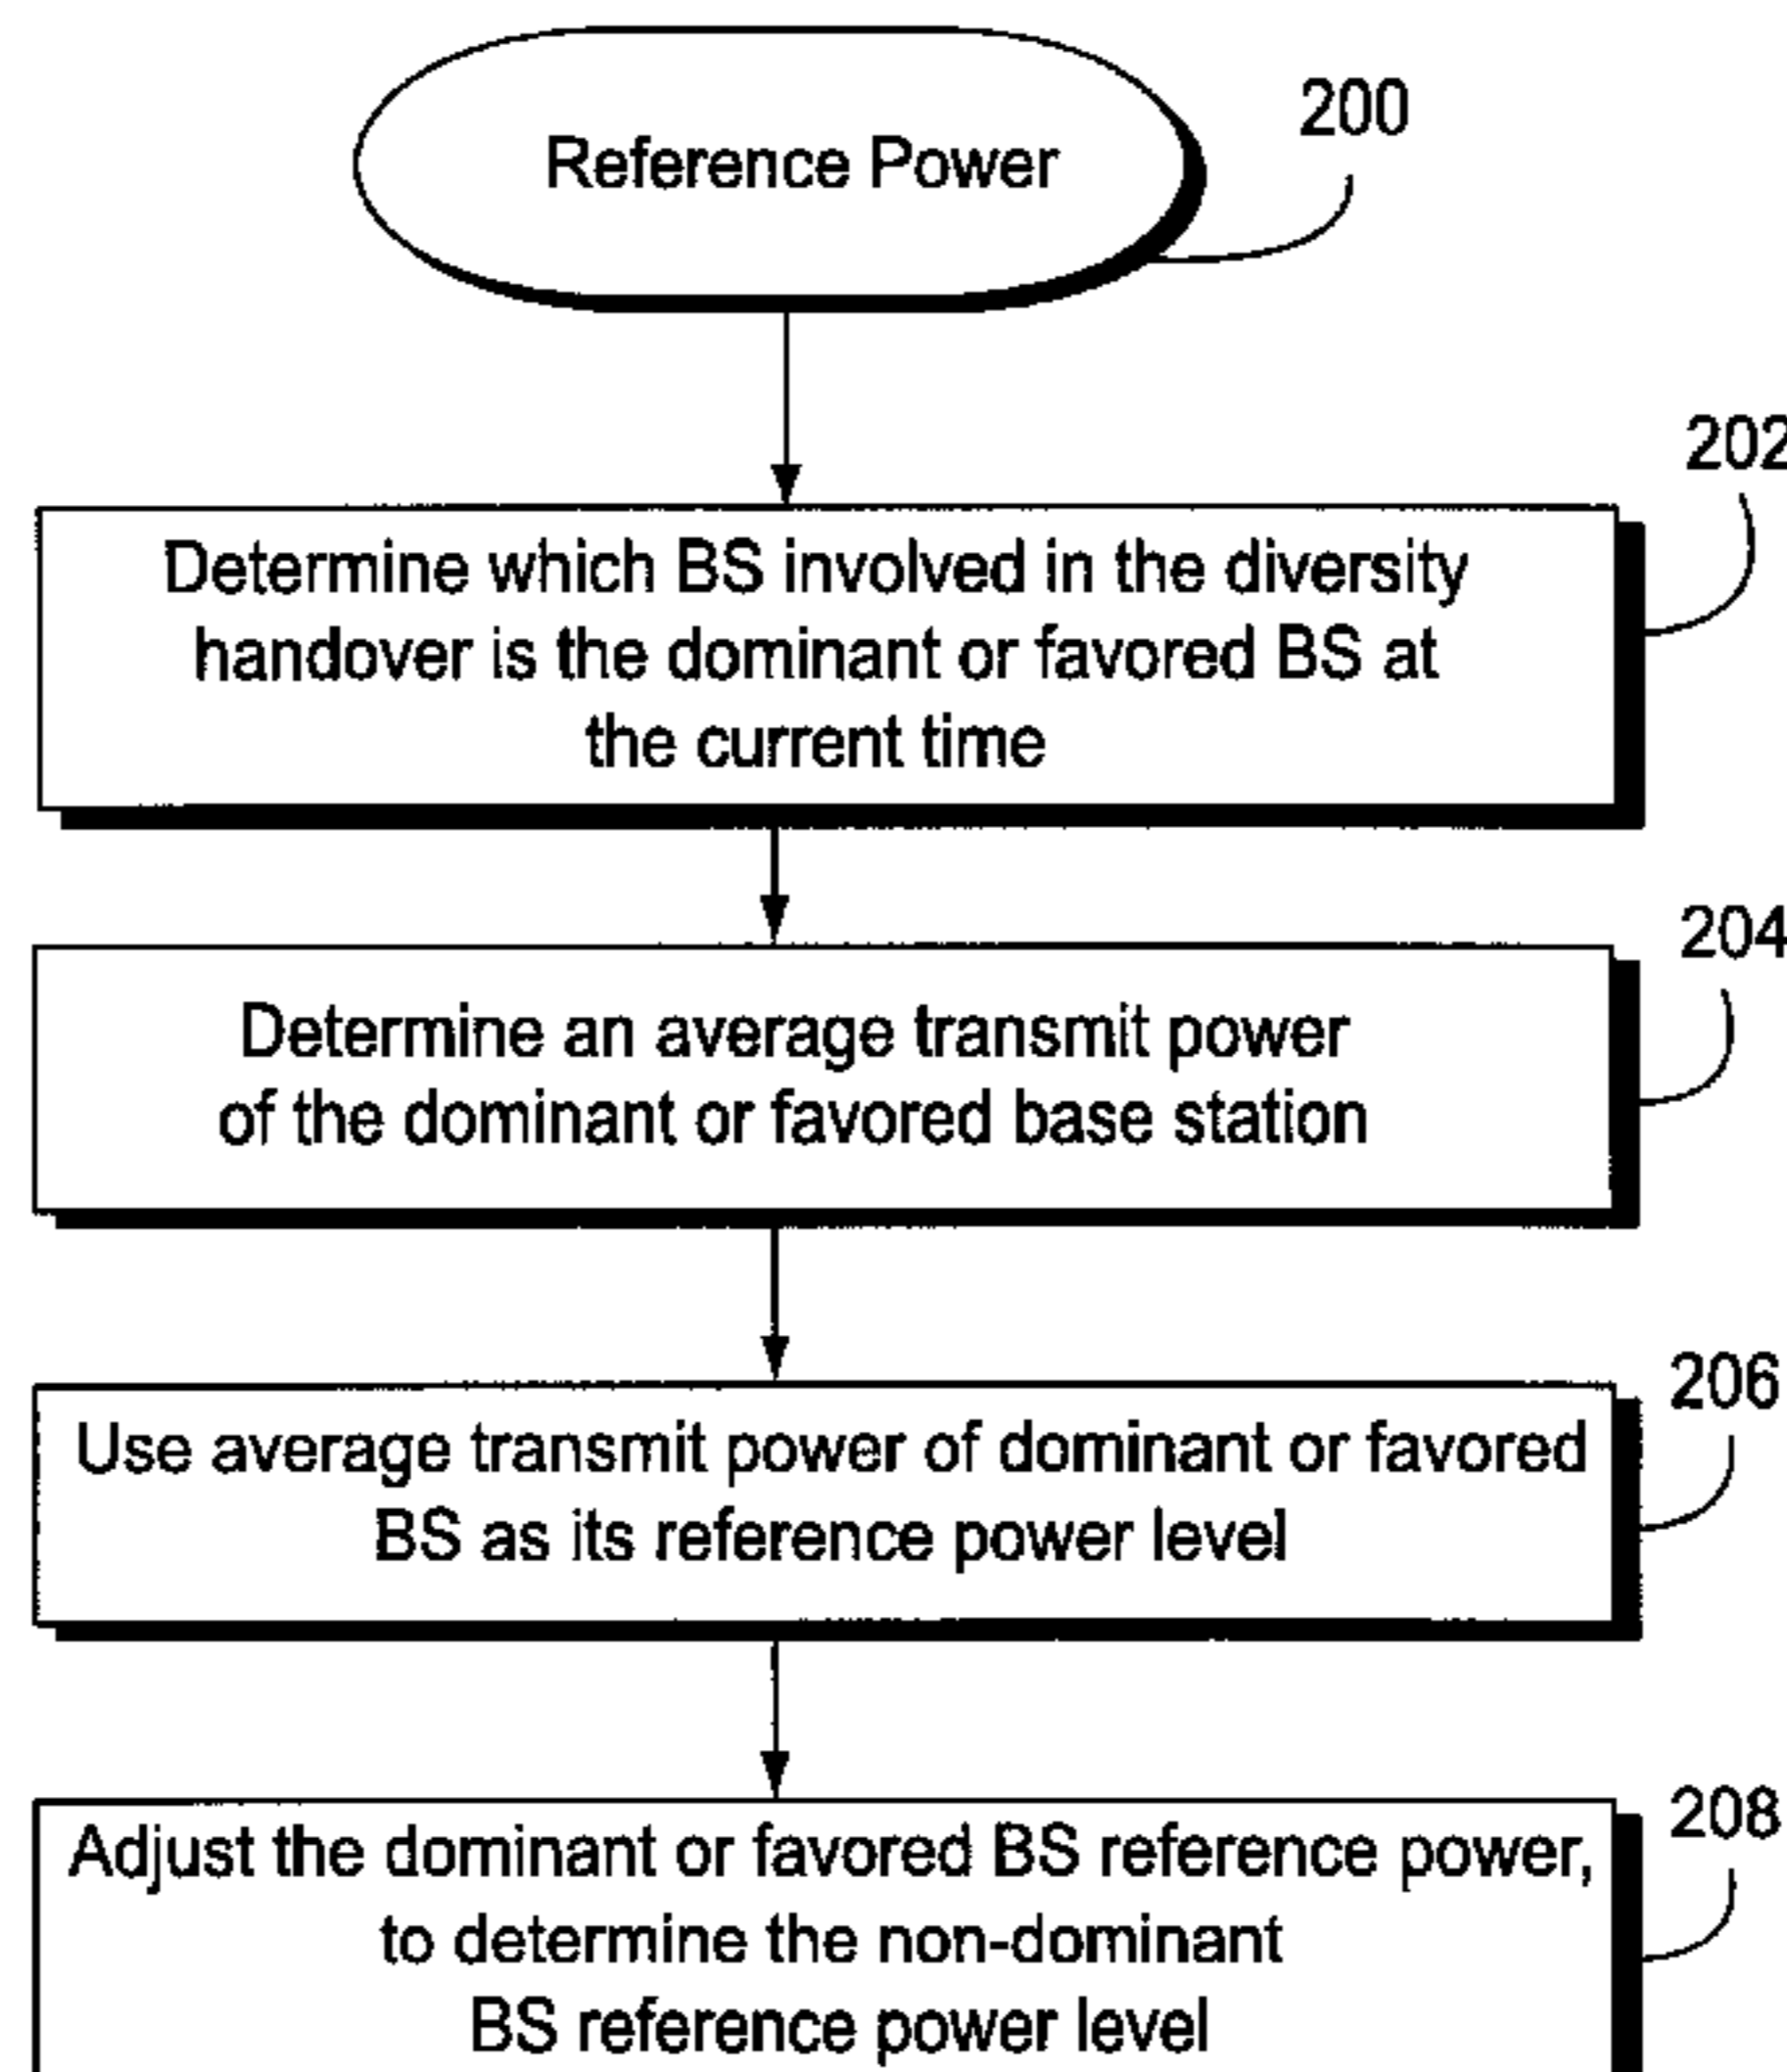 Reference Power
200
202
Determine which BS involved in the diversity
handover is the dominant or favored BS at
the current time
204
Determine an average transmit power
of the dominant or favored base station
206
Use average transmit power of dominant or favored
BS as its reference power level
208
Adjust the dominant or favored BS reference power,
to determine the non-dominant
BS reference power level